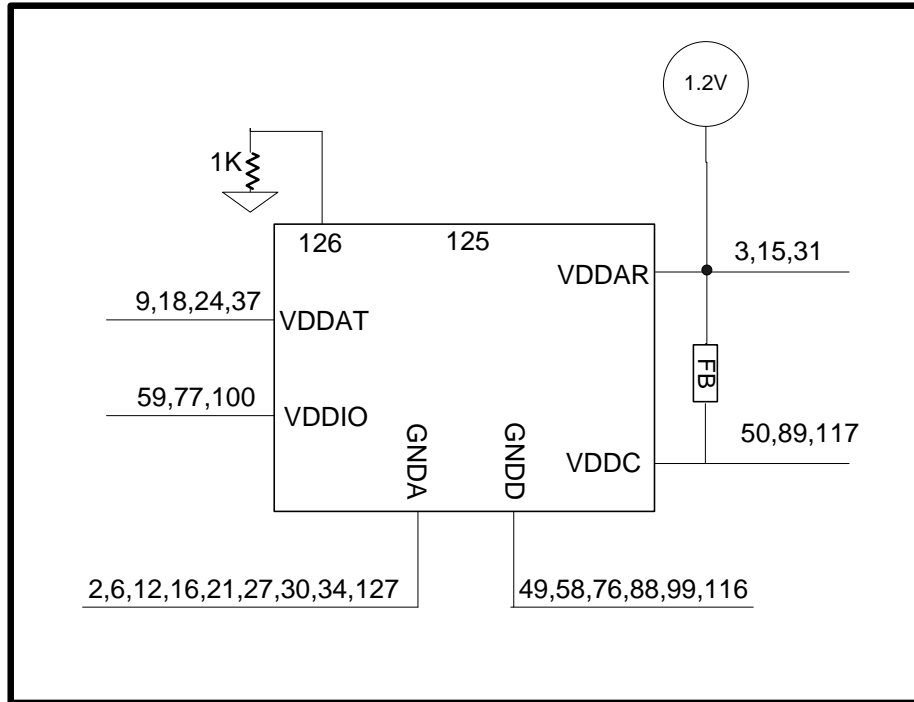 1.2V
1K
126
125
3,15,31
VDDAR
9,18,24,37
VDDAT
FB
59,77,100
VDDIO
50,89,117
GNDA
GNDD
VDDC
2,6,12,16,21,27,30,34,127
49,58,76,88,99,116